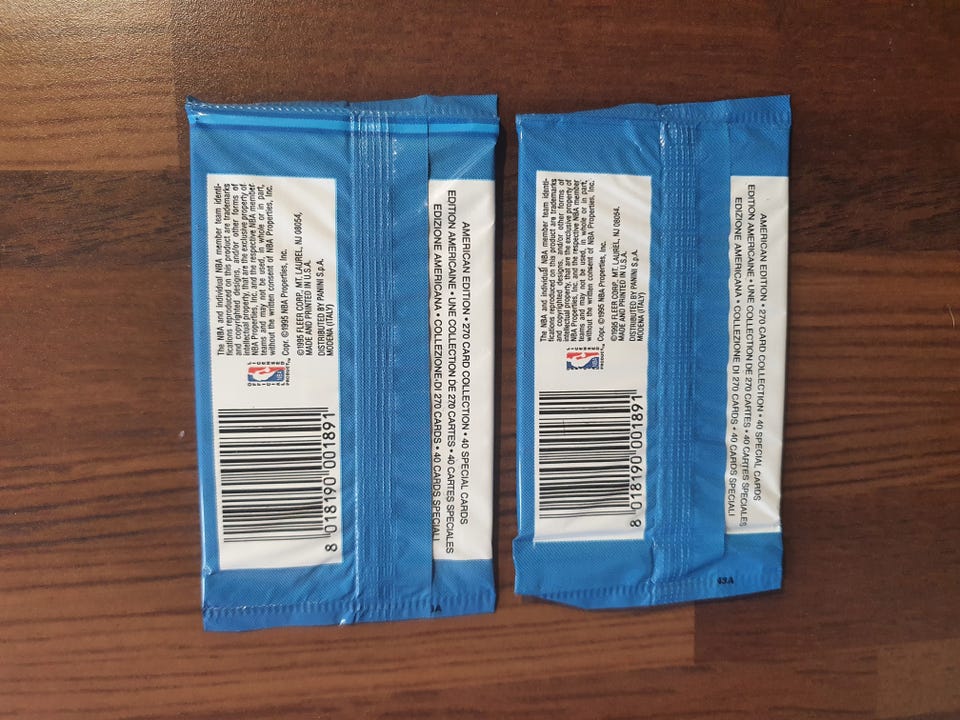 The NBA and individual NBA member team identi-
fications reproduced on this product are trademarks
and copyrighted designs, and/or other forms of
intellectual property, that are the exclusive property of
NBA Properties, Inc. and the respective NBA member
teams and may not be used, in whole or in part,
without the written consent of NBA Properties, Inc.
Copr. ©1995 NBA Properties, Inc.
©1995 FLEER CORP., MT. LAUREL, NJ 08054,
MADE AND PRINTED IN U.S.A.
DISTRIBUTED BY PANINI S.p.A.
MODENA (ITALY)
PRODUCT
8 018190 001891
AMERICAN EDITION • 270 CARD COLLECTION • 40 SPECIAL CARDS
EDITION AMERICAINE • UNE COLLECTION DE 270 CARTES • 40 CARTES SPECIALES
EDIZIONE AMERICANA • COLLEZIONE DI 270 CARDS • 40 CARDS SPECIALI
The NBA and individual NBA member team identi-
fications reproduced on this product are trademarks
and copyrighted designs, and/or other forms of
intellectual property, that are the exclusive property of
NBA Properties, Inc. and the respective NBA member
teams and may not be used, in whole or in part,
without the written consent of NBA Properties, Inc.
Copr. ©1995 NBA Properties, Inc.
©1995 FLEER CORP., MT. LAUREL, NJ 08054,
MADE AND PRINTED IN U.S.A.
DISTRIBUTED BY PANINI S.p.A.
MODENA (ITALY)
PRODUCT
8 018190 001891
AMERICAN EDITION • 270 CARD COLLECTION • 40 SPECIAL CARDS
EDITION AMERICAINE • UNE COLLECTION DE 270 CARTES • 40 CARTES SPECIALES
EDIZIONE AMERICANA • COLLEZIONE DI 270 CARDS • 40 CARDS SPECIALI